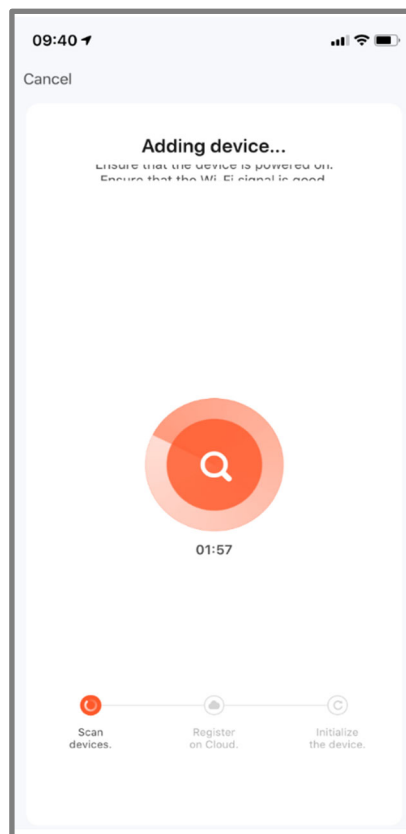 09:40
Cancel
Adding device...
Ensure that the device is powered on.
Ensure that the Wi-Fi signal is good
01:57
Scan
devices.
Register
on Cloud.
Initialize
the device.